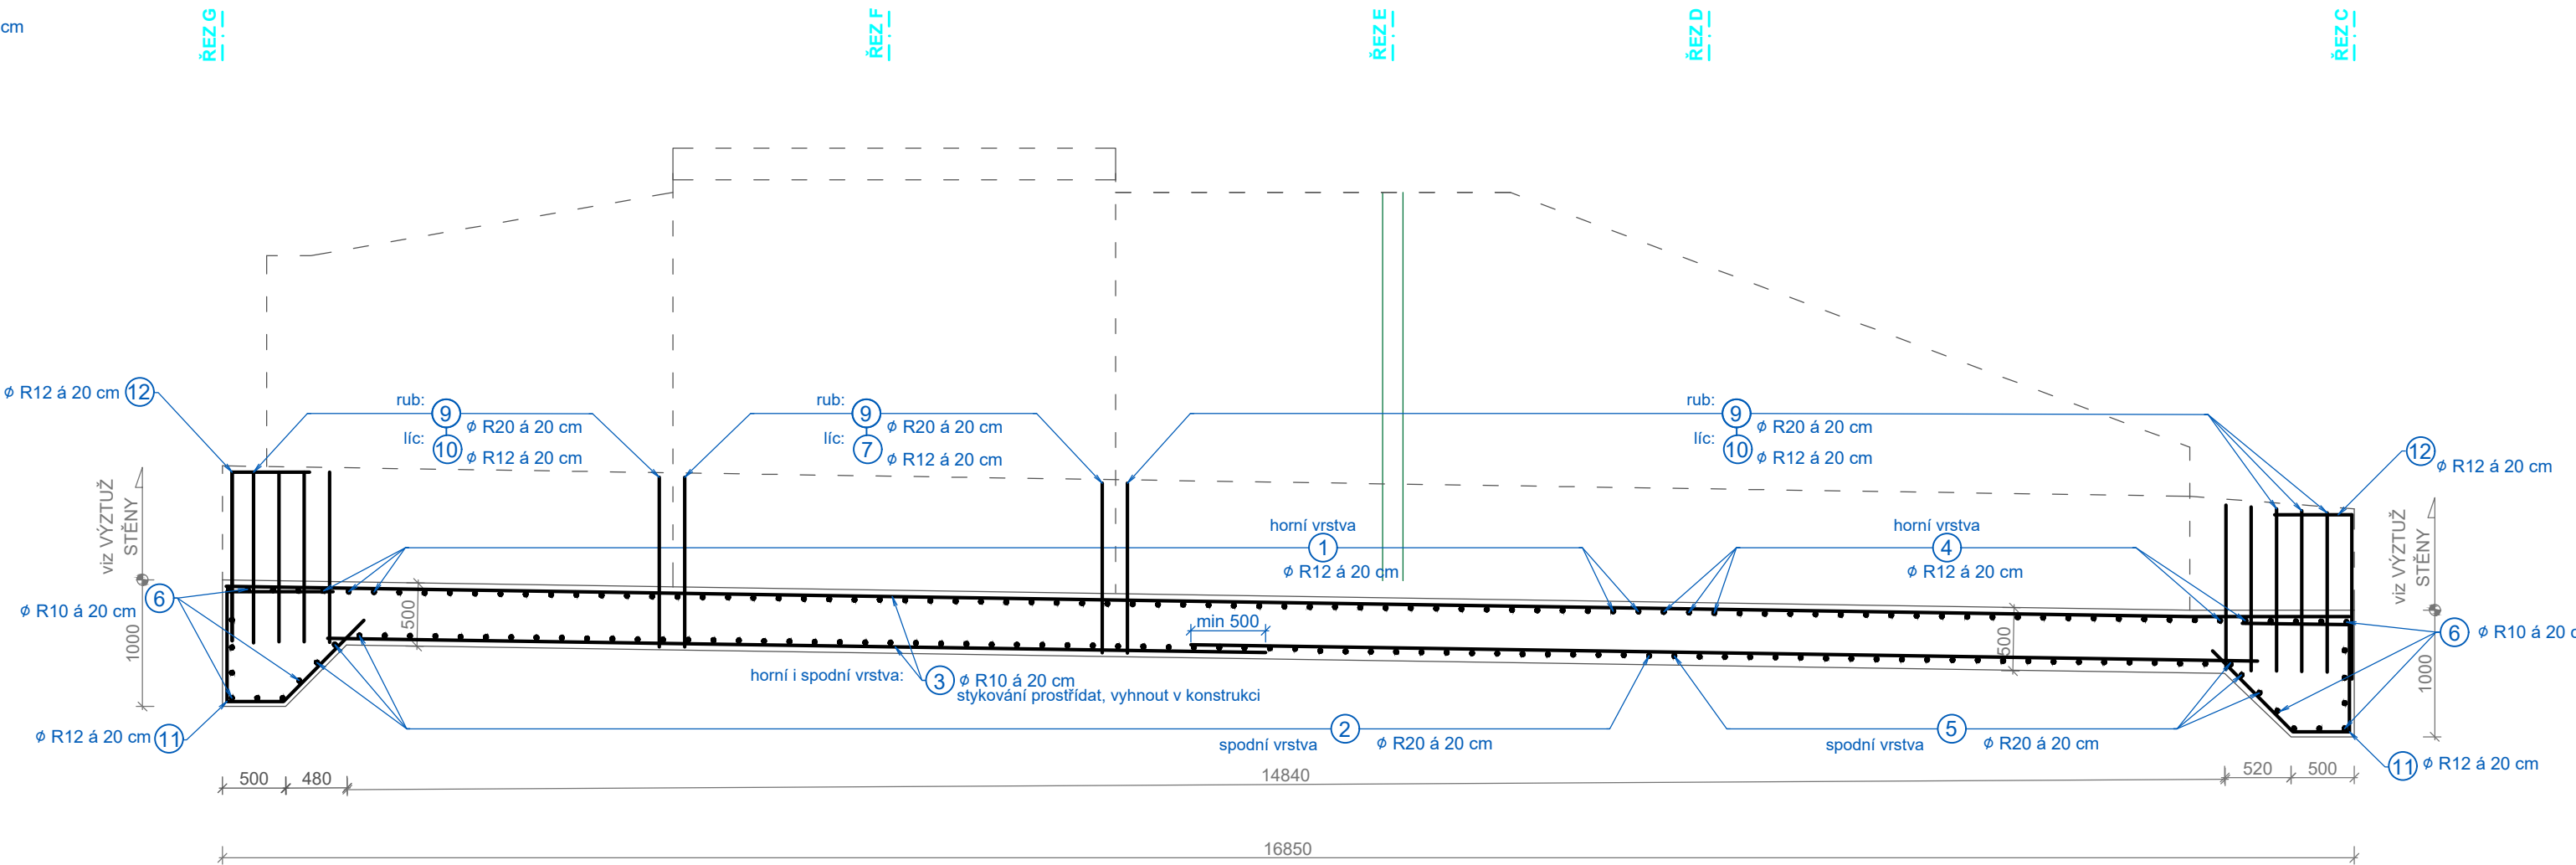 cm
ŘEZ G
ŘEZ F
ŘEZ E
ŘEZ D
ŘEZ C
ϕ R12 á 20 cm 12
rub: 9 ϕ R20 á 20 cm
líc: 10 ϕ R12 á 20 cm
rub: 9 ϕ R20 á 20 cm
líc: 7 ϕ R12 á 20 cm
rub: 9 ϕ R20 á 20 cm
líc: 10 ϕ R12 á 20 cm
12 ϕ R12 á 20 cm
viz VÝZTUŽ
STĚNY
viz VÝZTUŽ
STĚNY
horní vrstva
1
ϕ R12 á 20 cm
horní vrstva
4
ϕ R12 á 20 cm
6
ϕ R10 á 20 cm
1000
500
min 500
500
6 ϕ R10 á 20 c
1000
horní i spodní vrstva: 3 ϕ R10 á 20 cm
stykování prostřídat, vyhnout v konstrukci
ϕ R12 á 20 cm 11
2
spodní vrstva ϕ R20 á 20 cm
5
spodní vrstva ϕ R20 á 20 cm
11 ϕ R12 á 20 cm
500 480 14840 520 500
16850